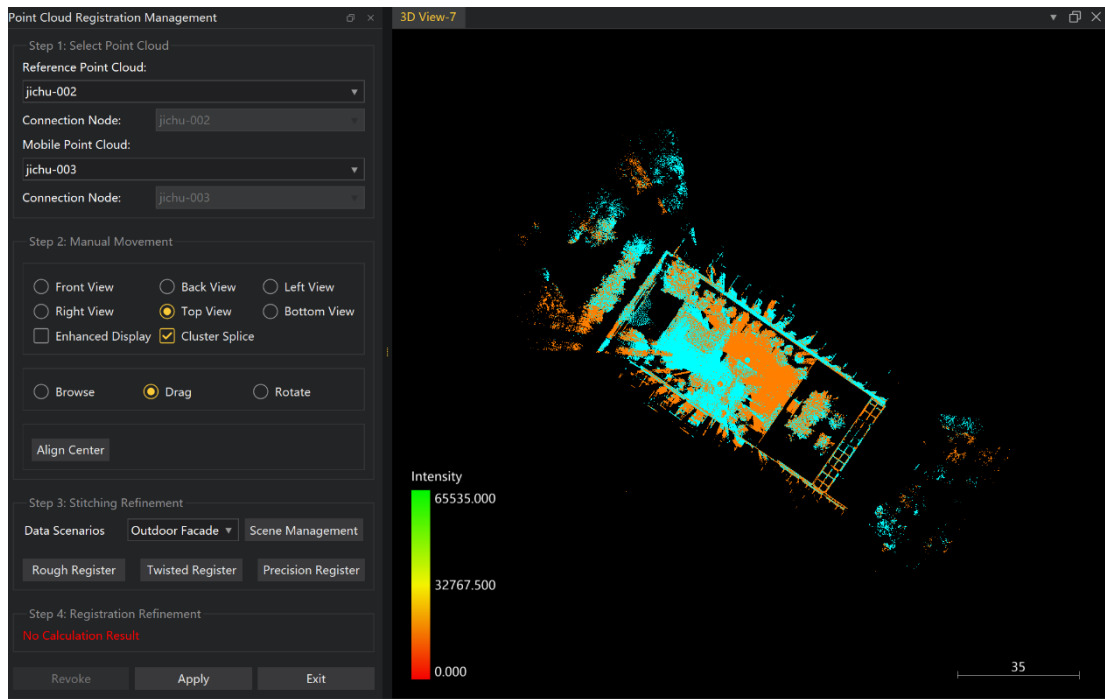 Point Cloud Registration Management
Step 1: Select Point Cloud
Reference Point Cloud:
jichu-002
Connection Node: jichu-002
Mobile Point Cloud:
jichu-003
Connection Node: jichu-003
Step 2: Manual Movement
Front View Back View Left View
Right View Top View Bottom View
Enhanced Display Cluster Splice
Browse Drag Rotate
Align Center
Step 3: Stitching Refinement
Data Scenarios Outdoor Facade Scene Management
Rough Register Twisted Register Precision Register
Step 4: Registration Refinement
No Calculation Result
Revoke Apply Exit
3D View-7
Intensity
65535.000
32767.500
0.000
35